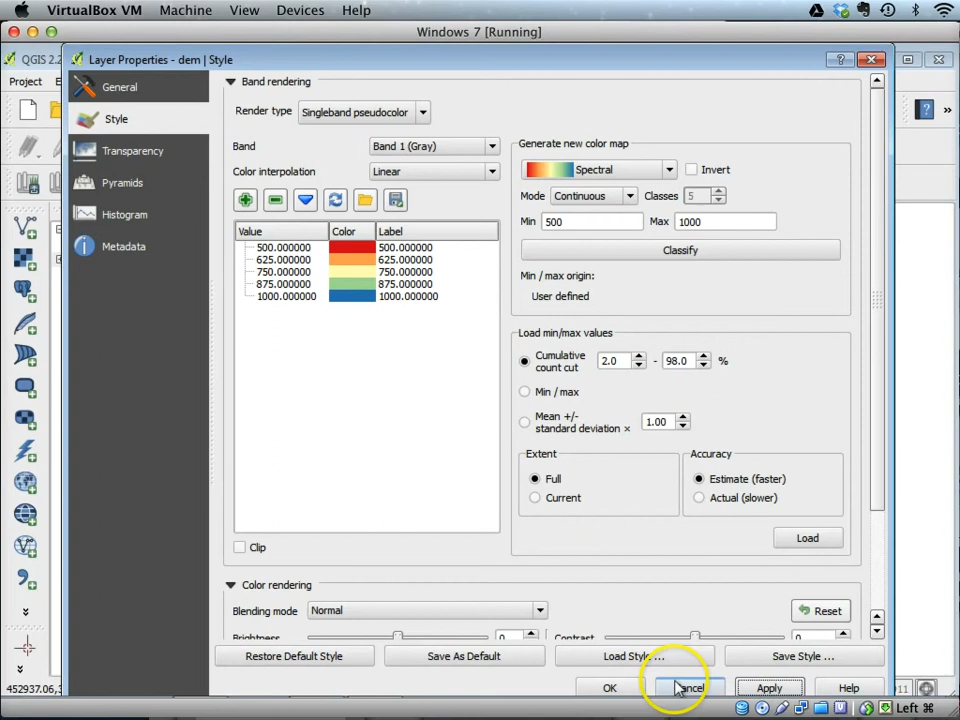 VirtualBox VM Machine View Devices Help
Windows 7 [Running]
QGIS 2.2
Layer Properties - dem | Style
Project
General
Style
Transparency
Pyramids
Histogram
Metadata
Band rendering
Render type Singleband pseudocolor
Band Band 1 (Gray)
Color interpolation Linear
Value Color Label
500.000000 500.000000
625.000000 625.000000
750.000000 750.000000
875.000000 875.000000
1000.000000 1000.000000
Clip
Generate new color map
Spectral Invert
Mode Continuous Classes 5
Min 500 Max 1000
Classify
Min / max origin:
User defined
Load min/max values
Cumulative
count cut 2.0 - 98.0 %
Min / max
Mean +/-
standard deviation × 1.00
Extent
Full
Current
Accuracy
Estimate (faster)
Actual (slower)
Load
Color rendering
Blending mode Normal Reset
Brightness 0 Contrast 0
Restore Default Style Save As Default Load Style ... Save Style ...
OK Cancel Apply Help
452937.06,3
Left ⌘